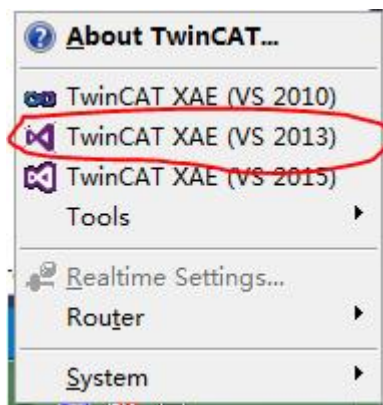 About TwinCAT...
TwinCAT XAE (VS 2010)
TwinCAT XAE (VS 2013)
TwinCAT XAE (VS 2015)
Tools
Realtime Settings...
Router
System